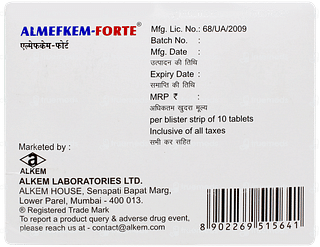 ALMEFKEM-FORTE®
एल्मेफकेम-फोर्ट
Mfg. Lic. No.: 68/UA/2009
Batch No. :
Mfg. Date :
उत्पादन की तिथि
Expiry Date :
समाप्ति की तिथि
MRP ₹ :
अधिकतम खुदरा मूल्य
per blister strip of 10 tablets
Inclusive of all taxes
सभी कर सहित
Marketed by :
ALKEM
ALKEM LABORATORIES LTD.
ALKEM HOUSE, Senapati Bapat Marg,
Lower Parel, Mumbai - 400 013.
® Registered Trade Mark
To report a product query & adverse drug event,
please reach us at - contact@alkem.com
8 902269 515641